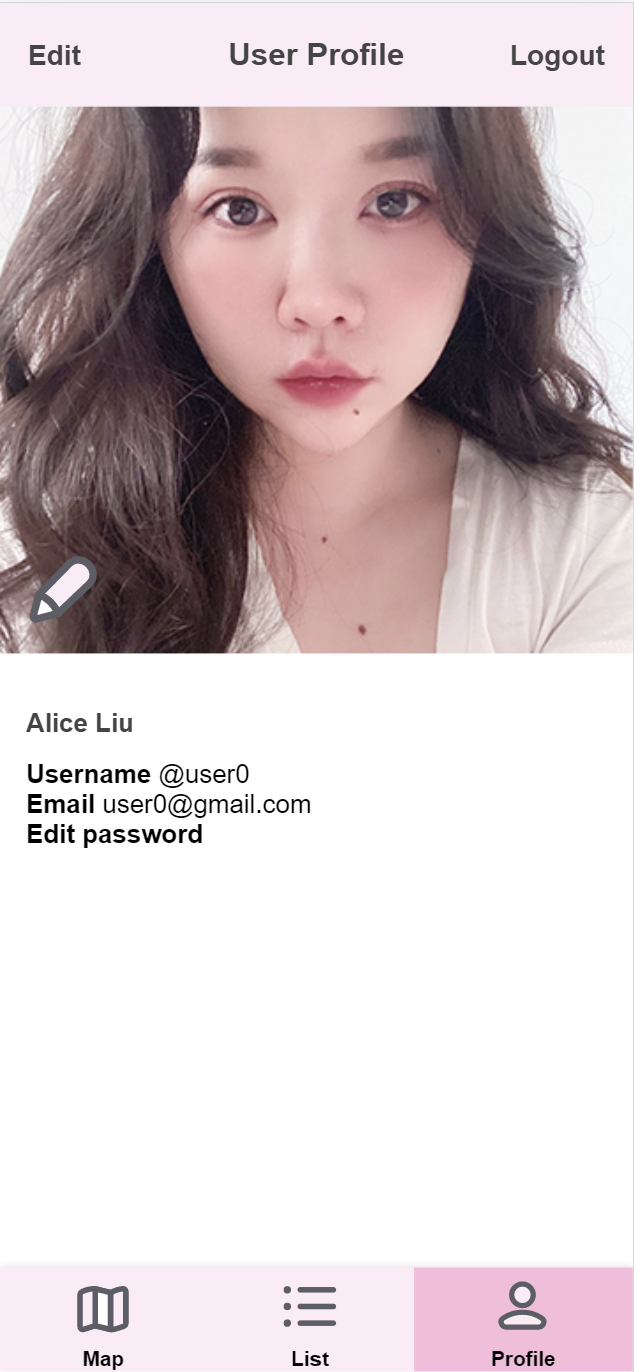 Edit User Profile Logout
Alice Liu
Username @user0
Email user0@gmail.com
Edit password
Map List Profile